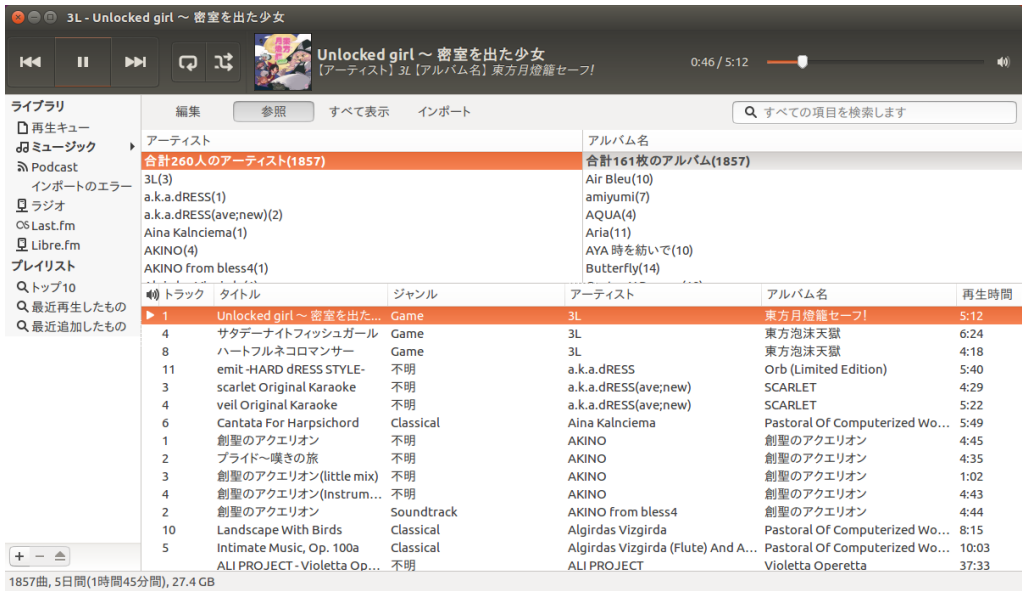 3L - Unlocked girl ～ 密室を出た少女
Unlocked girl ～ 密室を出た少女
【アーティスト】 3L 【アルバム名】 東方月燈籠セーフ!
0:46 / 5:12
ライブラリ
再生キュー
ミュージック
Podcast
インポートのエラー
ラジオ
Last.fm
Libre.fm
プレイリスト
トップ10
最近再生したもの
最近追加したもの
編集 参照 すべて表示 インポート すべての項目を検索します
アーティスト
合計260人のアーティスト(1857)
3L(3)
a.k.a.dRESS(1)
a.k.a.dRESS(ave;new)(2)
Aina Kalnciema(1)
AKINO(4)
AKINO from bless4(1)
アルバム名
合計161枚のアルバム(1857)
Air Bleu(10)
amiyumi(7)
AQUA(4)
Aria(11)
AYA 時を紡いで(10)
Butterfly(14)
トラック タイトル ジャンル アーティスト アルバム名 再生時間
1 Unlocked girl ～ 密室を出た... Game 3L 東方月燈籠セーフ! 5:12
4 サタデーナイトフィッシュガール Game 3L 東方泡沫天獄 6:24
8 ハートフルネコロマンサー Game 3L 東方泡沫天獄 4:18
11 emit -HARD dRESS STYLE- 不明 a.k.a.dRESS Orb (Limited Edition) 5:40
3 scarlet Original Karaoke 不明 a.k.a.dRESS(ave;new) SCARLET 4:29
4 veil Original Karaoke 不明 a.k.a.dRESS(ave;new) SCARLET 5:22
6 Cantata For Harpsichord Classical Aina Kalnciema Pastoral Of Computerized Wo... 5:49
1 創聖のアクエリオン 不明 AKINO 創聖のアクエリオン 4:45
2 プライド～嘆きの旅 不明 AKINO 創聖のアクエリオン 4:35
3 創聖のアクエリオン(little mix) 不明 AKINO 創聖のアクエリオン 1:02
4 創聖のアクエリオン(Instrum... 不明 AKINO 創聖のアクエリオン 4:43
2 創聖のアクエリオン Soundtrack AKINO from bless4 創聖のアクエリオン 4:44
10 Landscape With Birds Classical Algirdas Vizgirda Pastoral Of Computerized Wo... 8:15
5 Intimate Music, Op. 100a Classical Algirdas Vizgirda (Flute) And A... Pastoral Of Computerized Wo... 10:03
ALI PROJECT - Violetta Op... 不明 ALI PROJECT Violetta Operetta 37:33
1857曲, 5日間(1時間45分間), 27.4 GB